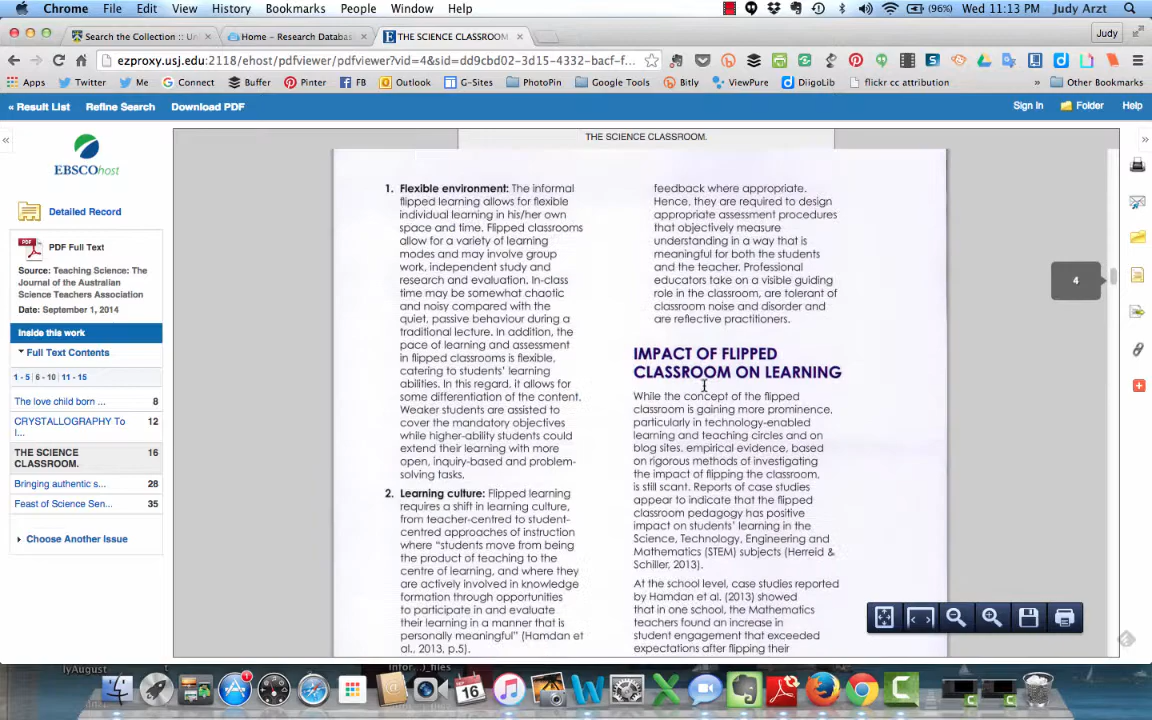 Chrome File Edit View History Bookmarks People Window Help (96%) Wed 11:13 PM Judy Arzt
Search the Collection :: Un
Home – Research Databas
THE SCIENCE CLASSROOM
Judy
ezproxy.usj.edu:2118/ehost/pdfviewer/pdfviewer?vid=4&sid=dd9cbd02-3d15-4332-bacf-f...
Apps Twitter Me Connect Buffer Pinter FB Outlook G-Sites PhotoPin Google Tools Bitly ViewPure DiigoLib flickr cc attribution » Other Bookmarks
« Result List Refine Search Download PDF Sign In Folder Help
«
EBSCOhost
Detailed Record
PDF Full Text
Source: Teaching Science: The
Journal of the Australian
Science Teachers Association
Date: September 1, 2014
Inside this work
Full Text Contents
1 - 5 | 6 - 10 | 11 - 15
The love child born ... 8
CRYSTALLOGRAPHY To
I... 12
THE SCIENCE
CLASSROOM. 16
Bringing authentic s... 28
Feast of Science Sen... 35
Choose Another Issue
THE SCIENCE CLASSROOM.
1. Flexible environment: The informal
flipped learning allows for flexible
individual learning in his/her own
space and time. Flipped classrooms
allow for a variety of learning
modes and may involve group
work, independent study and
research and evaluation. In-class
time may be somewhat chaotic
and noisy compared with the
quiet, passive behaviour during a
traditional lecture. In addition, the
pace of learning and assessment
in flipped classrooms is flexible,
catering to students' learning
abilities. In this regard, it allows for
some differentiation of the content.
Weaker students are assisted to
cover the mandatory objectives
while higher-ability students could
extend their learning with more
open, inquiry-based and problem-
solving tasks.
2. Learning culture: Flipped learning
requires a shift in learning culture,
from teacher-centred to student-
centred approaches of instruction
where "students move from being
the product of teaching to the
centre of learning, and where they
are actively involved in knowledge
formation through opportunities
to participate in and evaluate
their learning in a manner that is
personally meaningful" (Hamdan et
al., 2013, p.5).
feedback where appropriate.
Hence, they are required to design
appropriate assessment procedures
that objectively measure
understanding in a way that is
meaningful for both the students
and the teacher. Professional
educators take on a visible guiding
role in the classroom, are tolerant of
classroom noise and disorder and
are reflective practitioners.
IMPACT OF FLIPPED
CLASSROOM ON LEARNING
While the concept of the flipped
classroom is gaining more prominence,
particularly in technology-enabled
learning and teaching circles and on
blog sites, empirical evidence, based
on rigorous methods of investigating
the impact of flipping the classroom,
is still scant. Reports of case studies
appear to indicate that the flipped
classroom pedagogy has positive
impact on students' learning in the
Science, Technology, Engineering and
Mathematics (STEM) subjects (Herreid &
Schiller, 2013).
At the school level, case studies reported
by Hamdan et al. (2013) showed
that in one school, the Mathematics
teachers found an increase in
student engagement that exceeded
expectations after flipping their
4
»
lyAugust